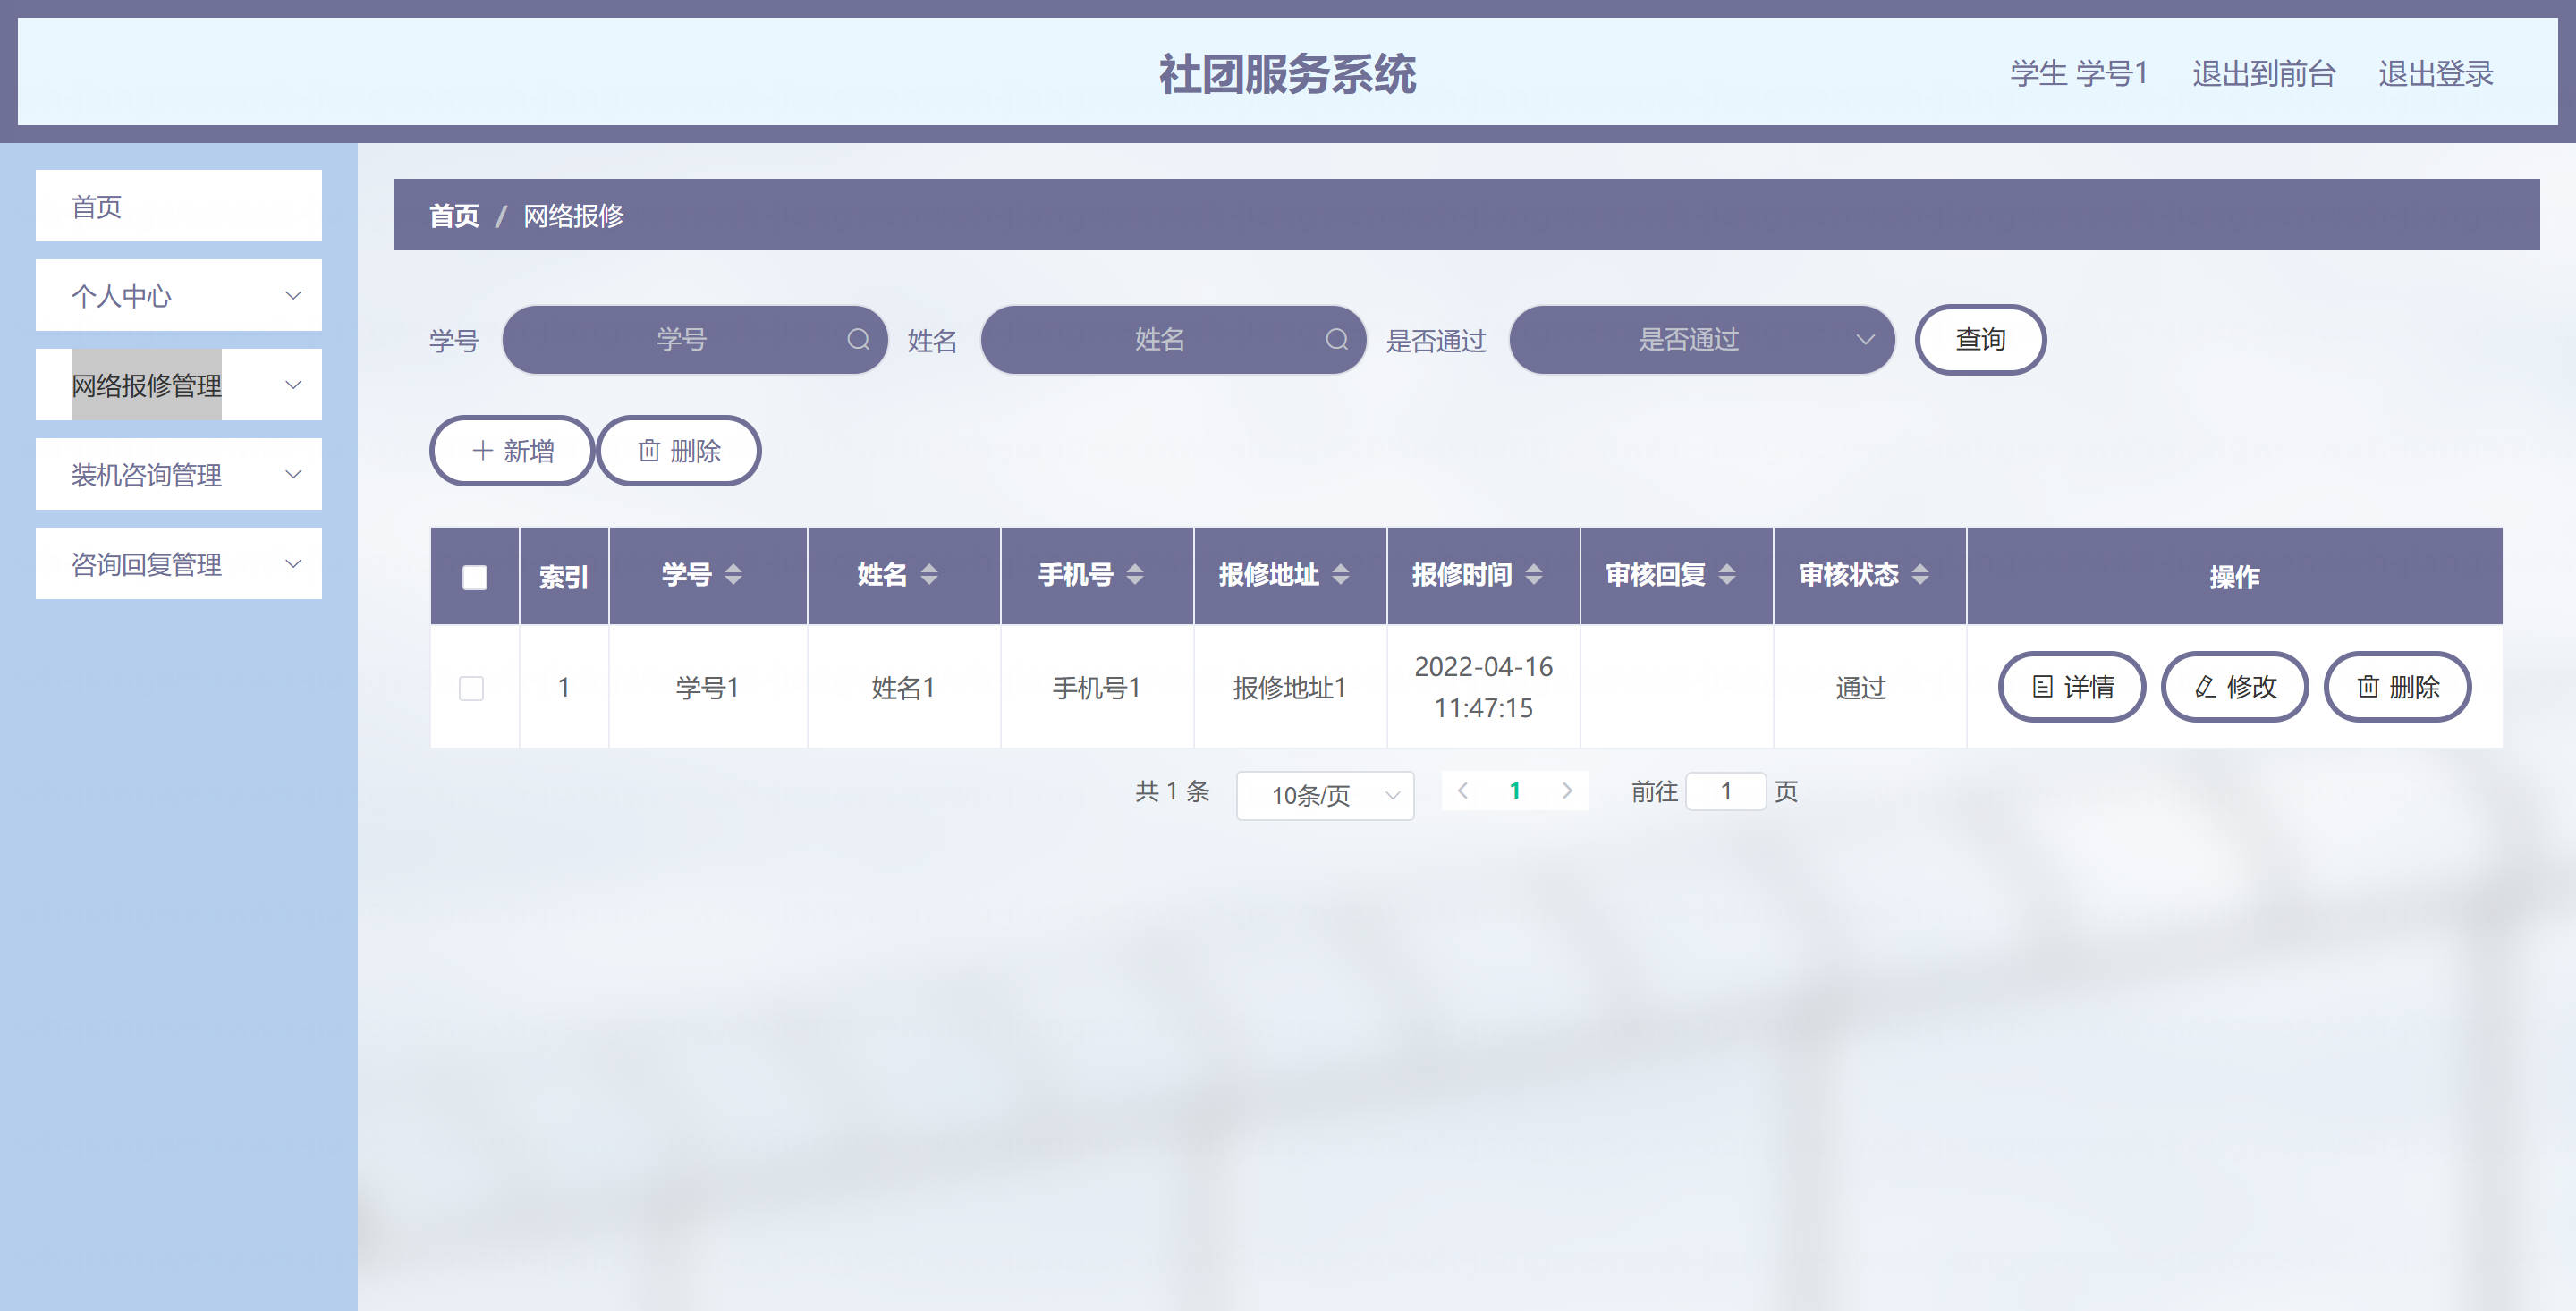 社团服务系统
学生 学号1 退出到前台 退出登录
首页
个人中心
网络报修管理
装机咨询管理
咨询回复管理
首页 / 网络报修
学号 学号 姓名 姓名 是否通过 是否通过 查询
新增 删除
索引 学号 姓名 手机号 报修地址 报修时间 审核回复 审核状态 操作
1 学号1 姓名1 手机号1 报修地址1 2022-04-16 11:47:15 通过 详情 修改 删除
共 1 条 10条/页 1 前往 1 页